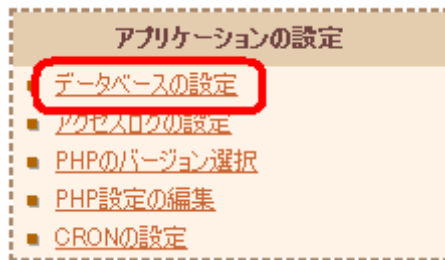 アプリケーションの設定
データベースの設定
アクセスログの設定
PHPのバージョン選択
PHP設定の編集
CRONの設定